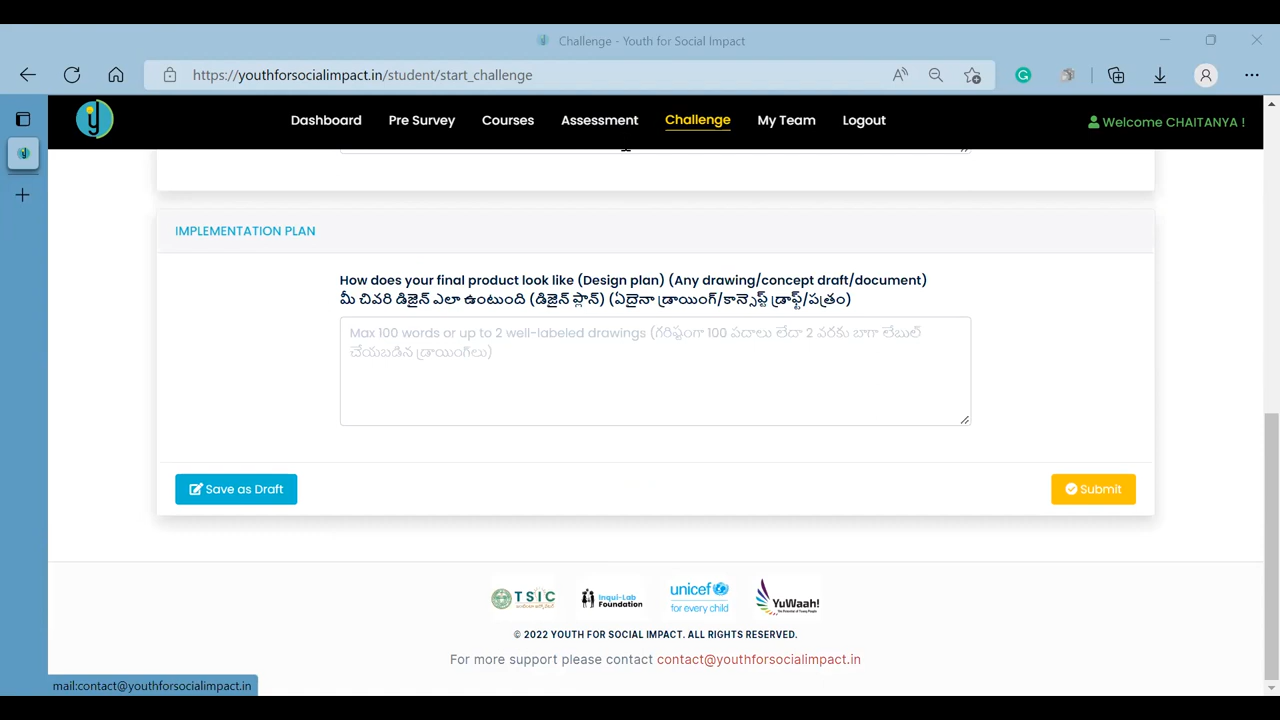 Challenge - Youth for Social Impact
https://youthforsocialimpact.in/student/start_challenge
Dashboard Pre Survey Courses Assessment Challenge My Team Logout Welcome CHAITANYA !
IMPLEMENTATION PLAN
How does your final product look like (Design plan) (Any drawing/concept draft/document)
మీ చివరి డిజైన్ ఎలా ఉంటుంది (డిజైన్ ప్లాన్) (ఏదైనా డ్రాయింగ్/కాన్సెప్ట్ డ్రాఫ్ట్/పత్రం)
Max 100 words or up to 2 well-labeled drawings (గరిష్టంగా 100 పదాలు లేదా 2 వరకు బాగా లేబుల్
చేయబడిన డ్రాయింగ్‌లు)
Save as Draft Submit
TSIC Inqui-Lab Foundation unicef for every child YuWaah!
© 2022 YOUTH FOR SOCIAL IMPACT. ALL RIGHTS RESERVED.
For more support please contact contact@youthforsocialimpact.in
mail:contact@youthforsocialimpact.in